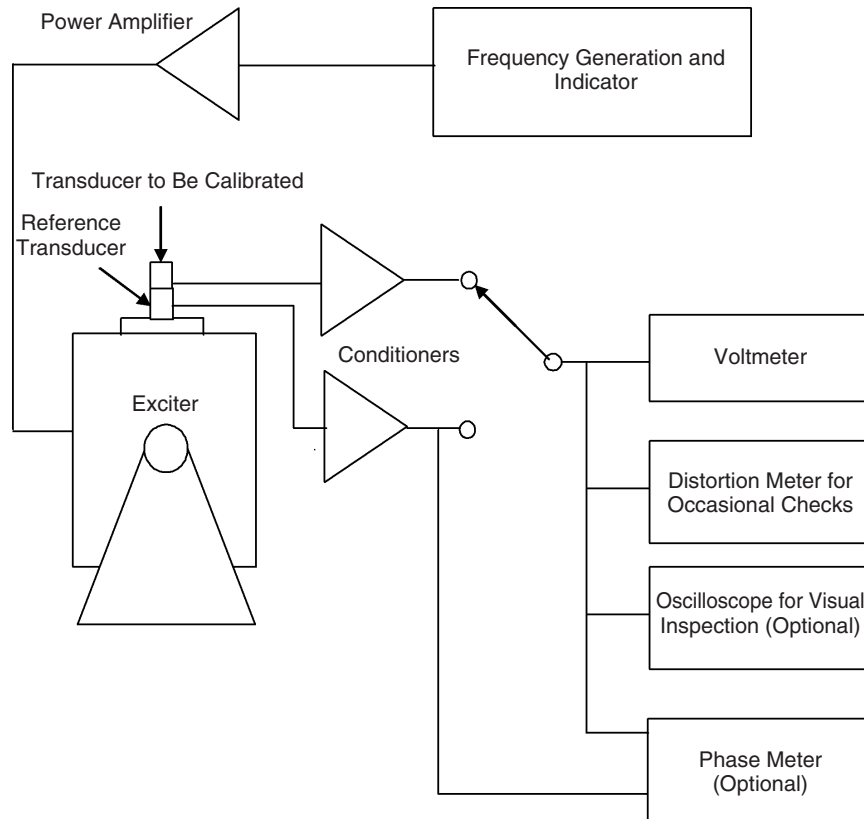 Power Amplifier
Frequency Generation and
Indicator
Transducer to Be Calibrated
Reference
Transducer
Conditioners
Exciter
Voltmeter
Distortion Meter for
Occasional Checks
Oscilloscope for Visual
Inspection (Optional)
Phase Meter
(Optional)